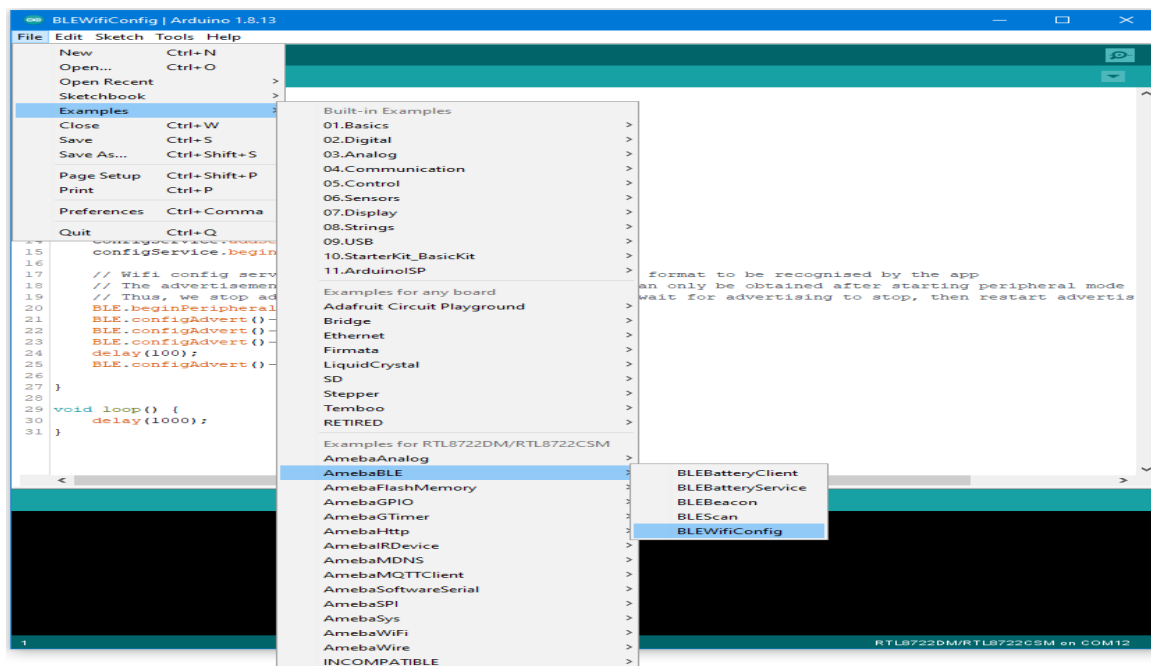 BLEWifiConfig | Arduino 1.8.13
File Edit Sketch Tools Help
New Ctrl+N
Open... Ctrl+O
Open Recent >
Sketchbook >
Examples >
Close Ctrl+W
Save Ctrl+S
Save As... Ctrl+Shift+S
Page Setup Ctrl+Shift+P
Print Ctrl+P
Preferences Ctrl+Comma
Quit Ctrl+Q
Built-in Examples
01.Basics >
02.Digital >
03.Analog >
04.Communication >
05.Control >
06.Sensors >
07.Display >
08.Strings >
09.USB >
10.StarterKit_BasicKit >
11.ArduinoISP >
Examples for any board
Adafruit Circuit Playground >
Bridge >
Ethernet >
Firmata >
LiquidCrystal >
SD >
Stepper >
Temboo >
RETIRED >
Examples for RTL8722DM/RTL8722CSM
AmebaAnalog >
AmebaBLE >
AmebaFlashMemory >
AmebaGPIO >
AmebaGTimer >
AmebaHttp >
AmebaIRDevice >
AmebaMDNS >
AmebaMQTTClient >
AmebaSoftwareSerial >
AmebaSPI >
AmebaSys >
AmebaWiFi >
AmebaWire >
INCOMPATIBLE >
BLEBatteryClient
BLEBatteryService
BLEBeacon
BLEScan
BLEWifiConfig
15 configService.begin
16
17 // Wifi config serv format to be recognised by the app
18 // The advertisemen an only be obtained after starting peripheral mode
19 // Thus, we stop ad wait for advertising to stop, then restart advertis
20 BLE.beginPeripheral
21 BLE.configAdvert()-
22 BLE.configAdvert()-
23 BLE.configAdvert()-
24 delay(100);
25 BLE.configAdvert()-
26
27 }
28
29 void loop() {
30 delay(1000);
31 }
1 RTL8722DM/RTL8722CSM on COM12